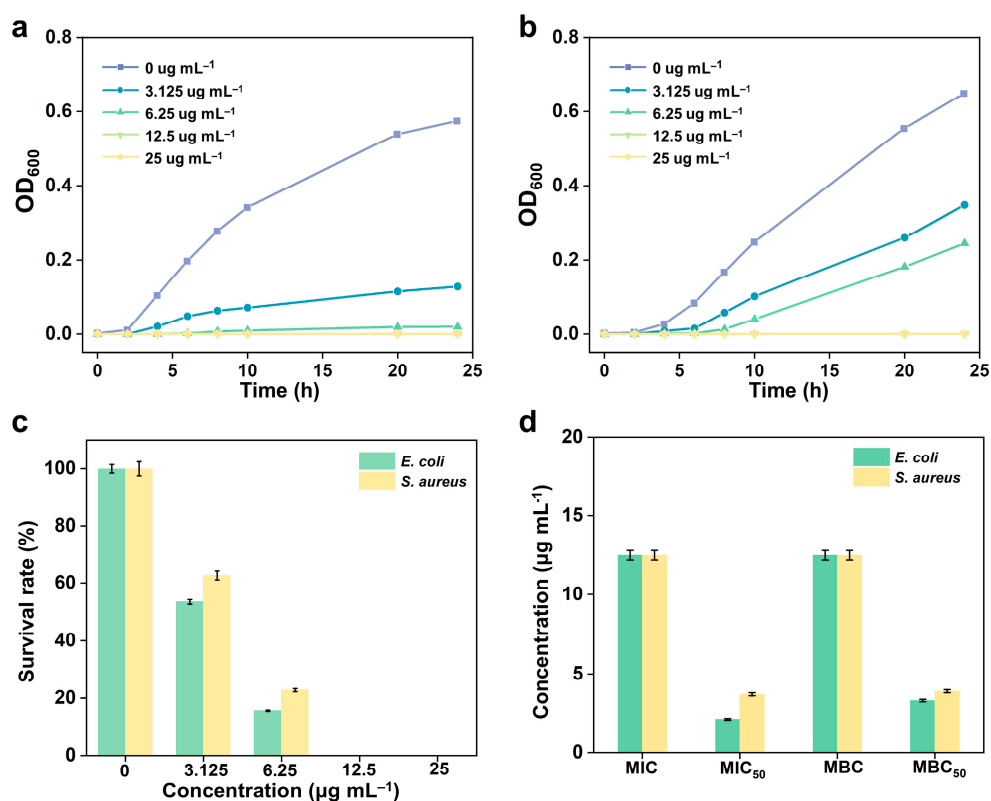 a
0.8
0.6
0.4
0.2
0.0
OD₆₀₀
0 ug mL⁻¹
3.125 ug mL⁻¹
6.25 ug mL⁻¹
12.5 ug mL⁻¹
25 ug mL⁻¹
0 5 10 15 20 25
Time (h)
b
0.8
0.6
0.4
0.2
0.0
OD₆₀₀
0 ug mL⁻¹
3.125 ug mL⁻¹
6.25 ug mL⁻¹
12.5 ug mL⁻¹
25 ug mL⁻¹
0 5 10 15 20 25
Time (h)
c
100
80
60
40
20
0
Survival rate (%)
E. coli
S. aureus
0 3.125 6.25 12.5 25
Concentration (μg mL⁻¹)
d
20
15
10
5
0
Concentration (μg mL⁻¹)
E. coli
S. aureus
MIC MIC₅₀ MBC MBC₅₀